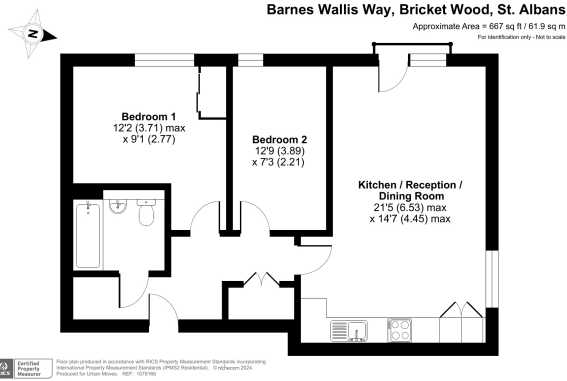 Barnes Wallis Way, Bricket Wood, St. Albans
Approximate Area = 667 sq ft / 61.9 sq m
For identification only - Not to scale
N
Bedroom 1
12'2 (3.71) max
x 9'1 (2.77)
Bedroom 2
12'9 (3.89)
x 7'3 (2.21)
Kitchen / Reception /
Dining Room
21'5 (6.53) max
x 14'7 (4.45) max
RICS
Certified
Property
Measurer
Floor plan produced in accordance with RICS Property Measurement Standards incorporating
International Property Measurement Standards (IPMS2 Residential). © nichecom 2024.
Produced for Urban Moves. REF: 1079168